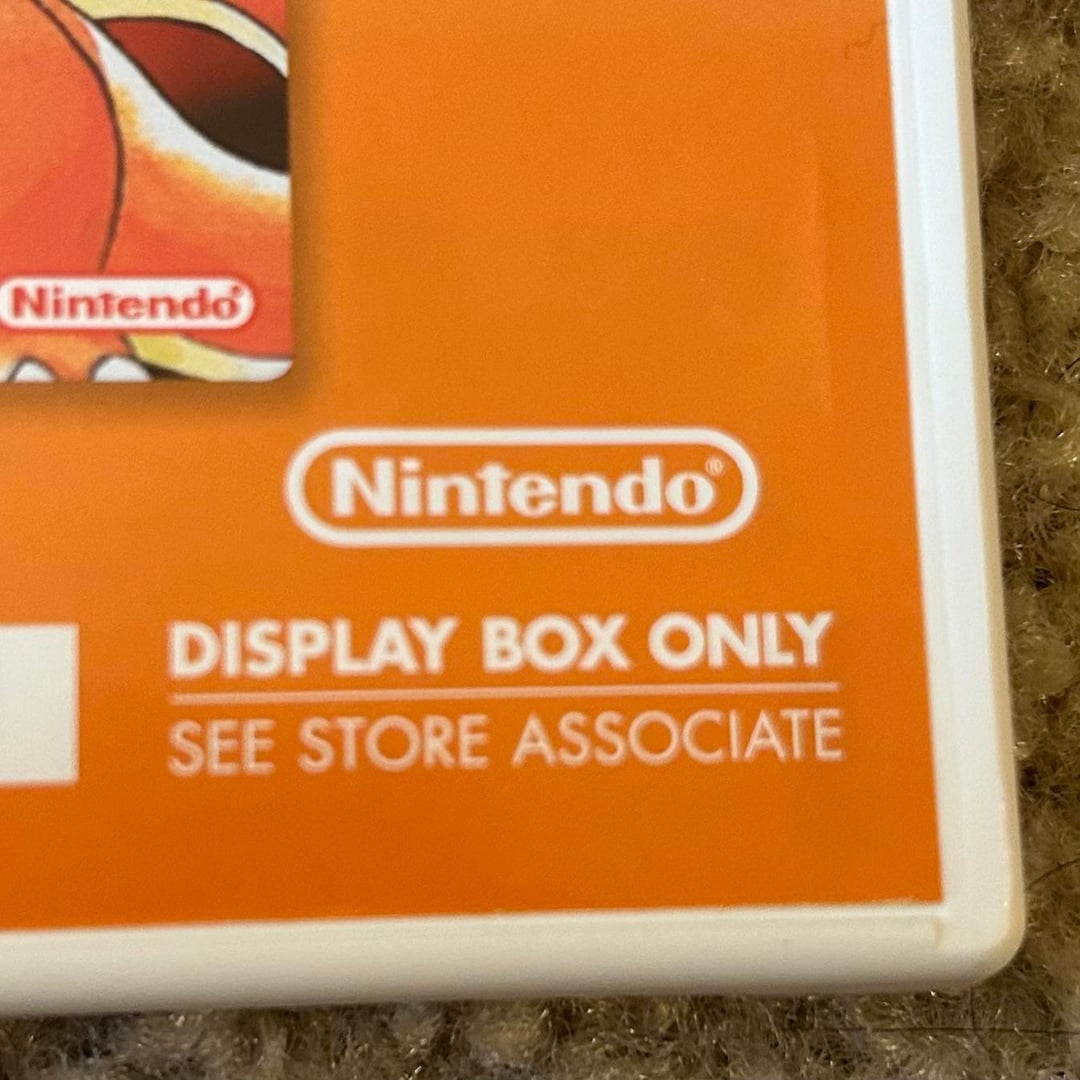 Nintendo®
Nintendo®
DISPLAY BOX ONLY
SEE STORE ASSOCIATE